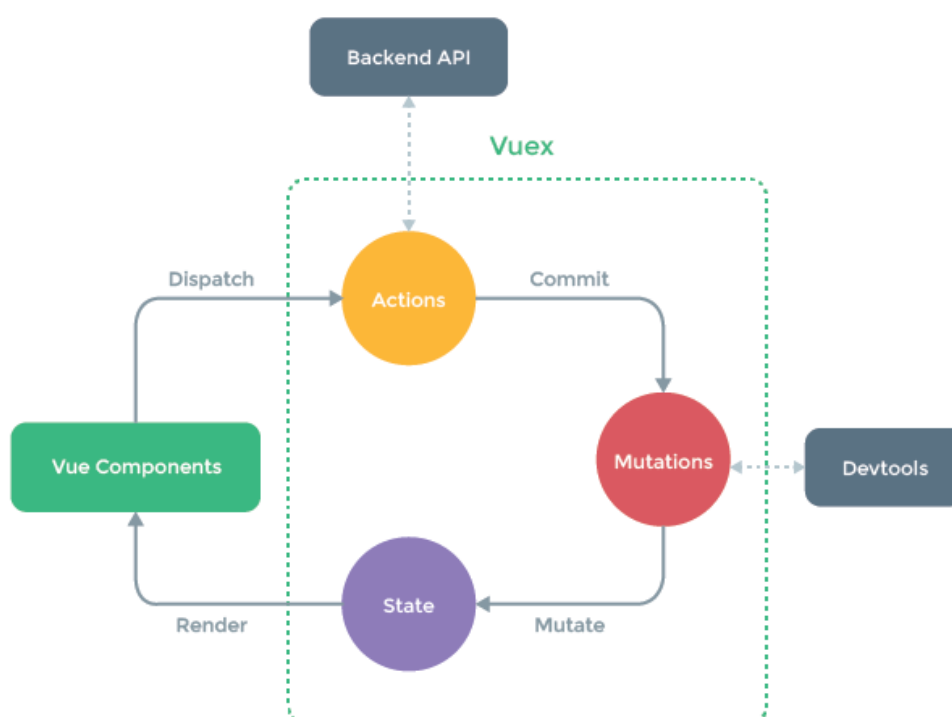 Backend API
Vuex
Dispatch
Actions
Commit
Vue Components
Mutations
Devtools
Render
State
Mutate